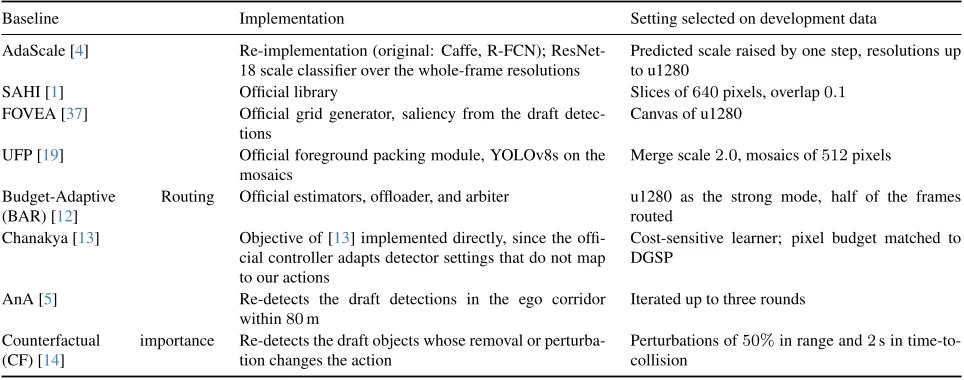 Baseline Implementation Setting selected on development data
AdaScale [4] Re-implementation (original: Caffe, R-FCN); ResNet- Predicted scale raised by one step, resolutions up
18 scale classifier over the whole-frame resolutions to u1280
SAHI [1] Official library Slices of 640 pixels, overlap 0.1
FOVEA [37] Official grid generator, saliency from the draft detec- Canvas of u1280
tions
UFP [19] Official foreground packing module, YOLOv8s on the Merge scale 2.0, mosaics of 512 pixels
mosaics
Budget-Adaptive Routing Official estimators, offloader, and arbiter u1280 as the strong mode, half of the frames
(BAR) [12] routed
Chanakya [13] Objective of [13] implemented directly, since the offi- Cost-sensitive learner; pixel budget matched to
cial controller adapts detector settings that do not map DGSP
to our actions
AnA [5] Re-detects the draft detections in the ego corridor Iterated up to three rounds
within 80 m
Counterfactual importance Re-detects the draft objects whose removal or perturba- Perturbations of 50% in range and 2 s in time-to-
(CF) [14] tion changes the action collision